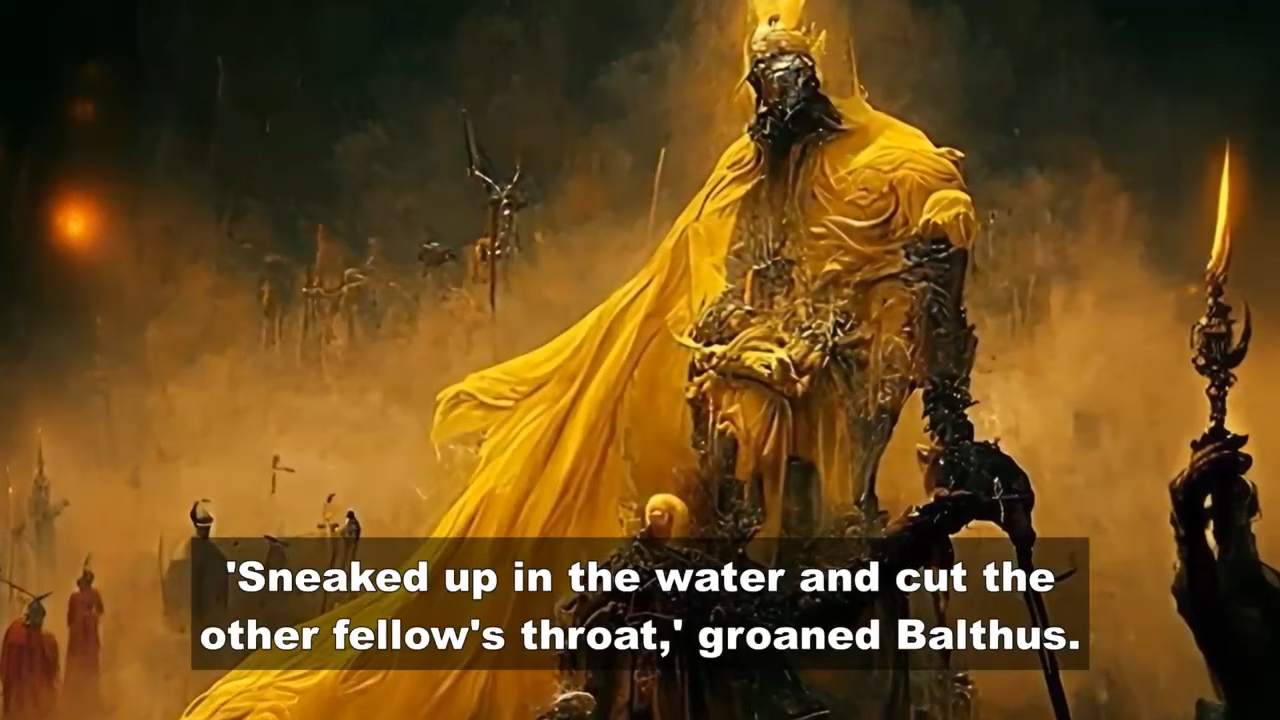 'Sneaked up in the water and cut the
other fellow's throat,' groaned Balthus.